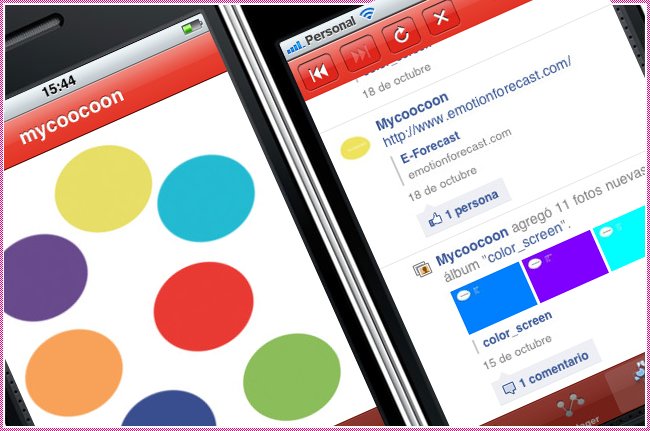 15:44
mycoocoon
Personal
18 de octubre
Mycoocoon
http://www.emotionforecast.com/
E-Forecast
emotionforecast.com
18 de octubre
1 persona
Mycoocoon agregó 11 fotos nuevas
álbum "color_screen".
color_screen
15 de octubre
1 comentario